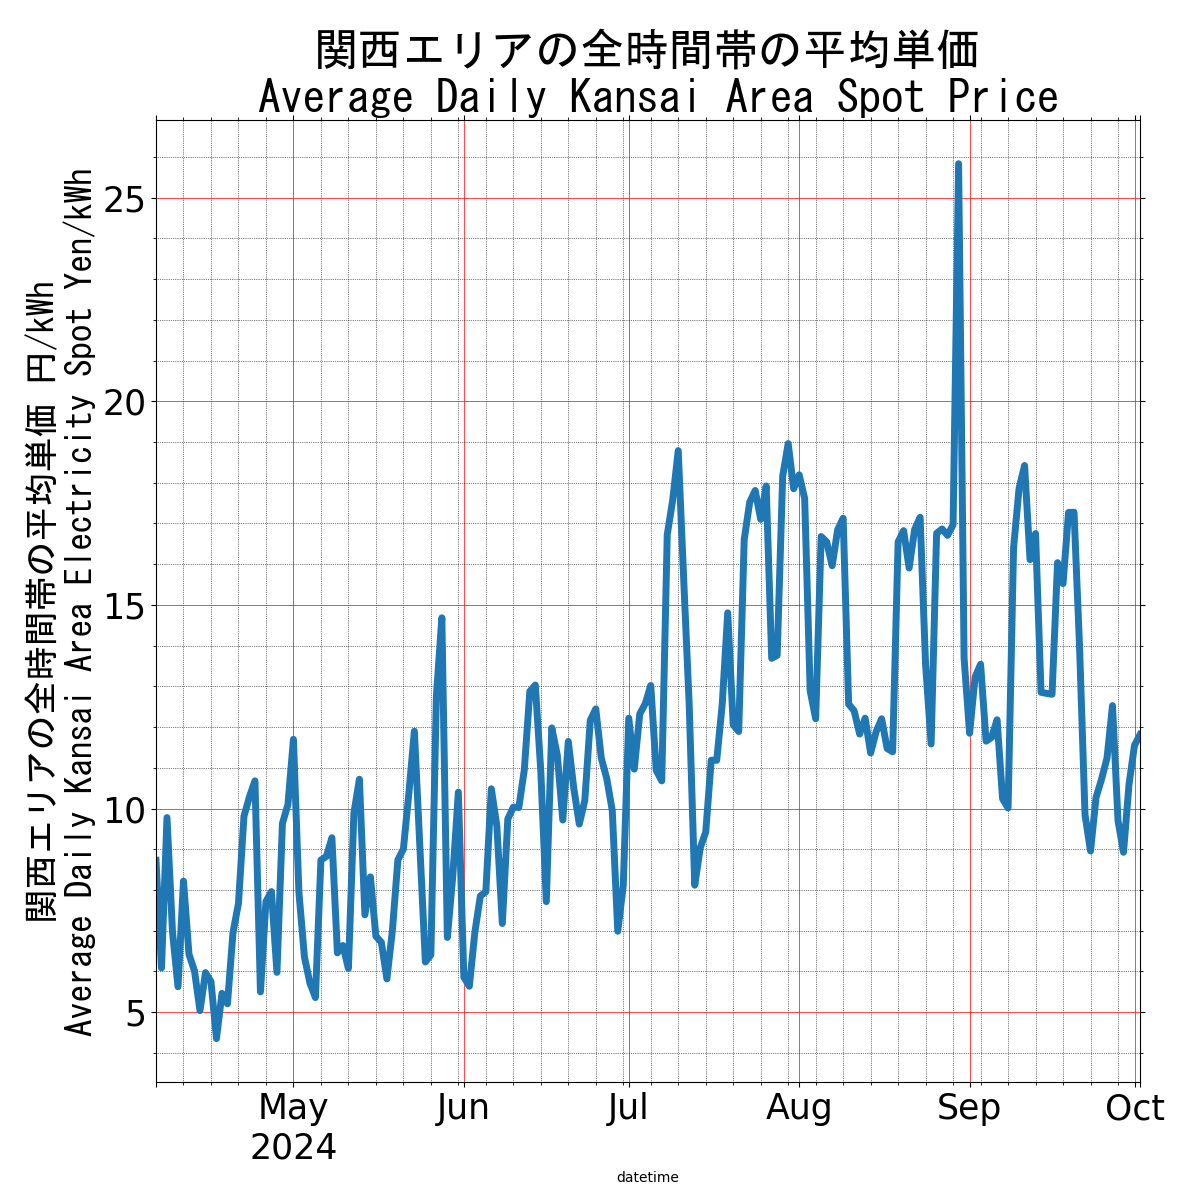 関西エリアの全時間帯の平均単価
Average Daily Kansai Area Spot Price
関西エリアの全時間帯の平均単価 円/kWh
Average Daily Kansai Area Electricity Spot Yen/kWh
25
20
15
10
5
May
2024
Jun
Jul
Aug
Sep
Oct
datetime